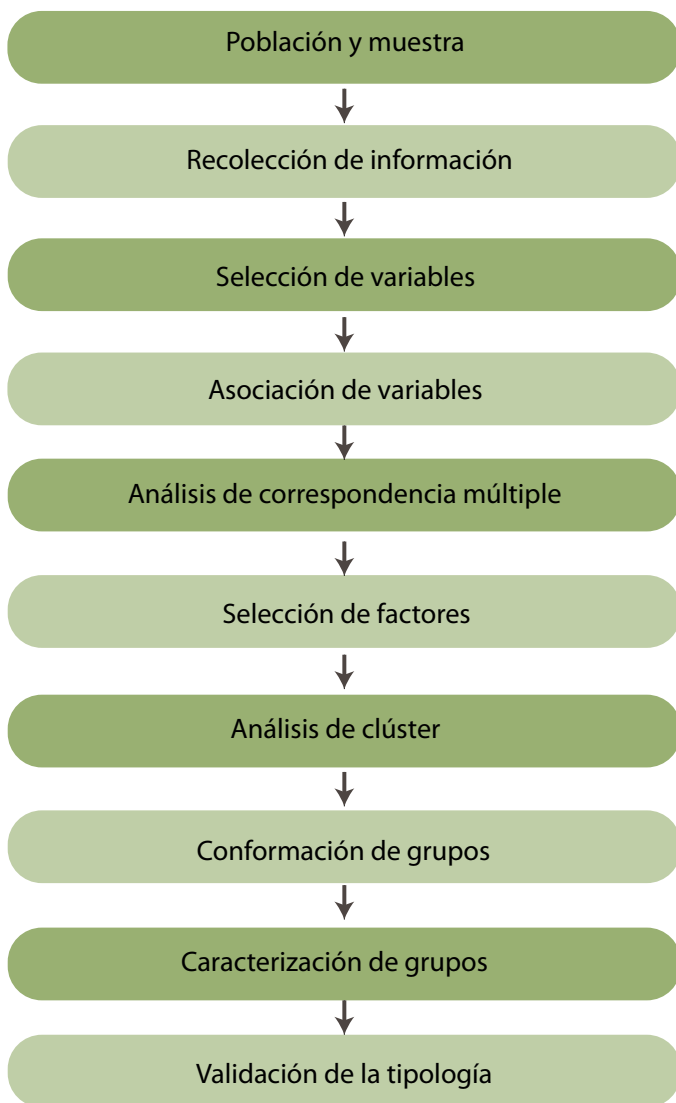 Población y muestra
Recolección de información
Selección de variables
Asociación de variables
Análisis de correspondencia múltiple
Selección de factores
Análisis de clúster
Conformación de grupos
Caracterización de grupos
Validación de la tipología